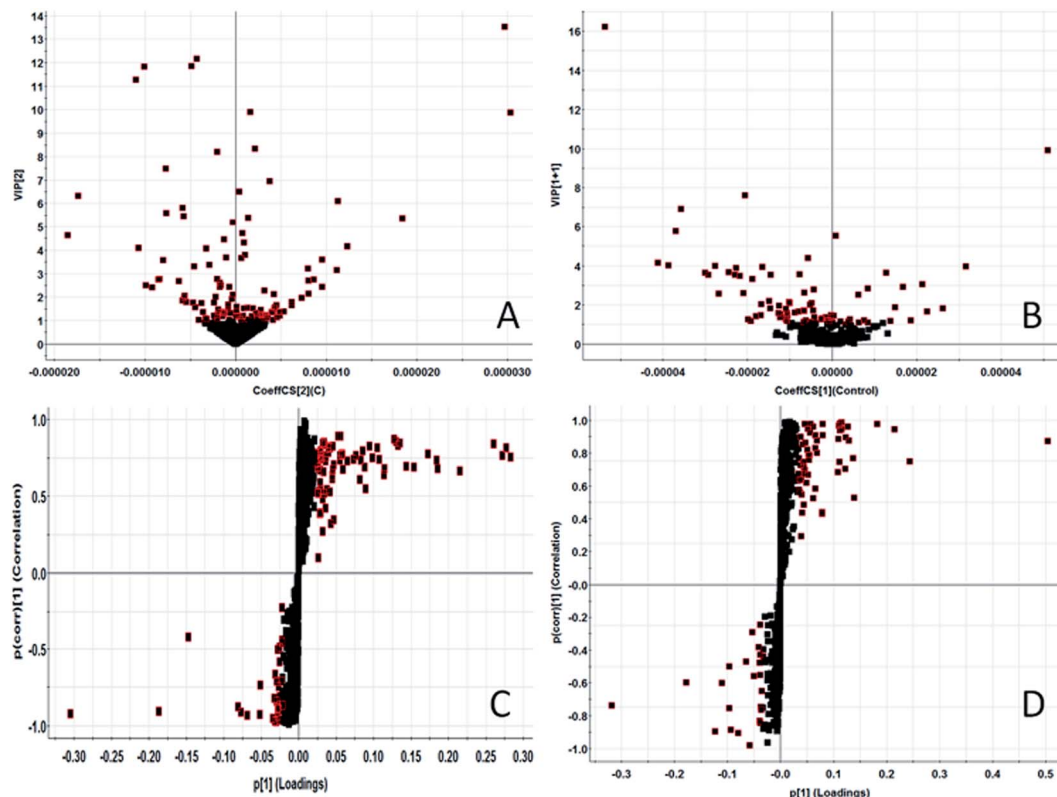 14
13
12
11
10
9
8
7
6
5
4
3
2
1
0
VIP[2]
-0.000020 -0.000010 0.000000 0.000010 0.000020 0.000030
CoeffCS[2](C)
A
16
14
12
10
8
6
4
2
0
VIP[1+1]
-0.00004 -0.00002 0.00000 0.00002 0.00004
CoeffCS[1](Control)
B
1.0
0.5
0.0
-0.5
-1.0
p(corr)[1] (Correlation)
-0.30 -0.25 -0.20 -0.15 -0.10 -0.05 0.00 0.05 0.10 0.15 0.20 0.25 0.30
p[1] (Loadings)
C
1.0
0.8
0.6
0.4
0.2
-0.0
-0.2
-0.4
-0.6
-0.8
-1.0
p(corr)[1] (Correlation)
-0.3 -0.2 -0.1 -0.0 0.1 0.2 0.3 0.4 0.5
p[1] (Loadings)
D